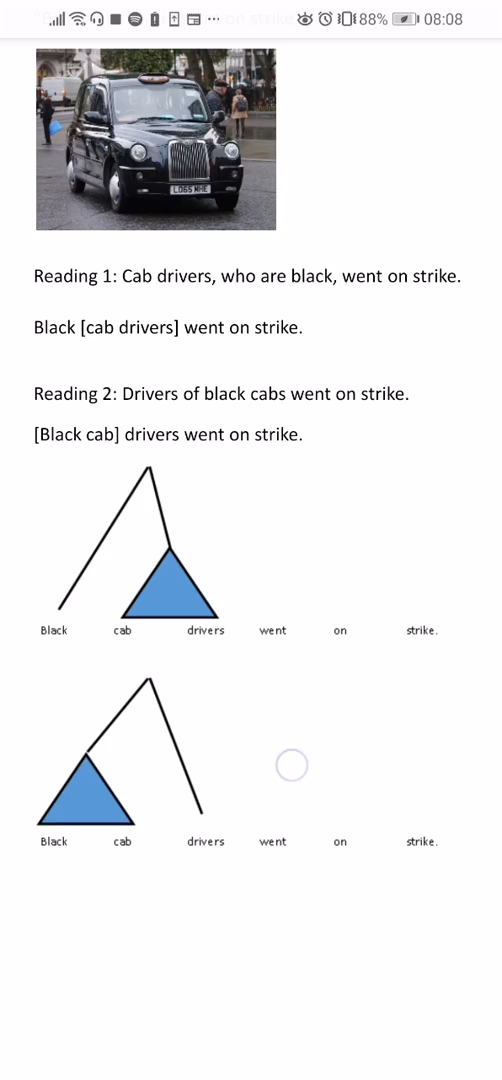 88% 08:08
LO65 MHE
Reading 1: Cab drivers, who are black, went on strike.
Black [cab drivers] went on strike.
Reading 2: Drivers of black cabs went on strike.
[Black cab] drivers went on strike.
Black cab drivers went on strike.
Black cab drivers went on strike.